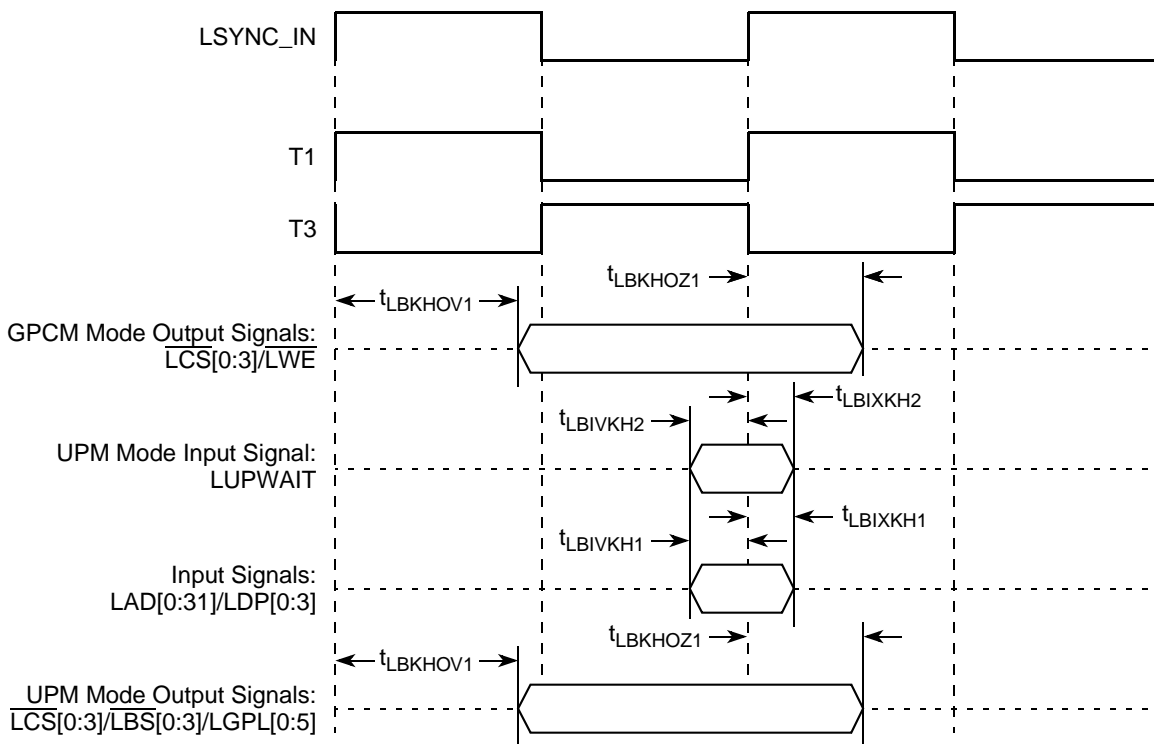 LSYNC_IN
T1
T3
tLBKHOZ1
tLBKHOV1
GPCM Mode Output Signals:
LCS[0:3]/LWE
tLBIXKH2
tLBIVKH2
UPM Mode Input Signal:
LUPWAIT
tLBIXKH1
tLBIVKH1
Input Signals:
LAD[0:31]/LDP[0:3]
tLBKHOZ1
tLBKHOV1
UPM Mode Output Signals:
LCS[0:3]/LBS[0:3]/LGPL[0:5]